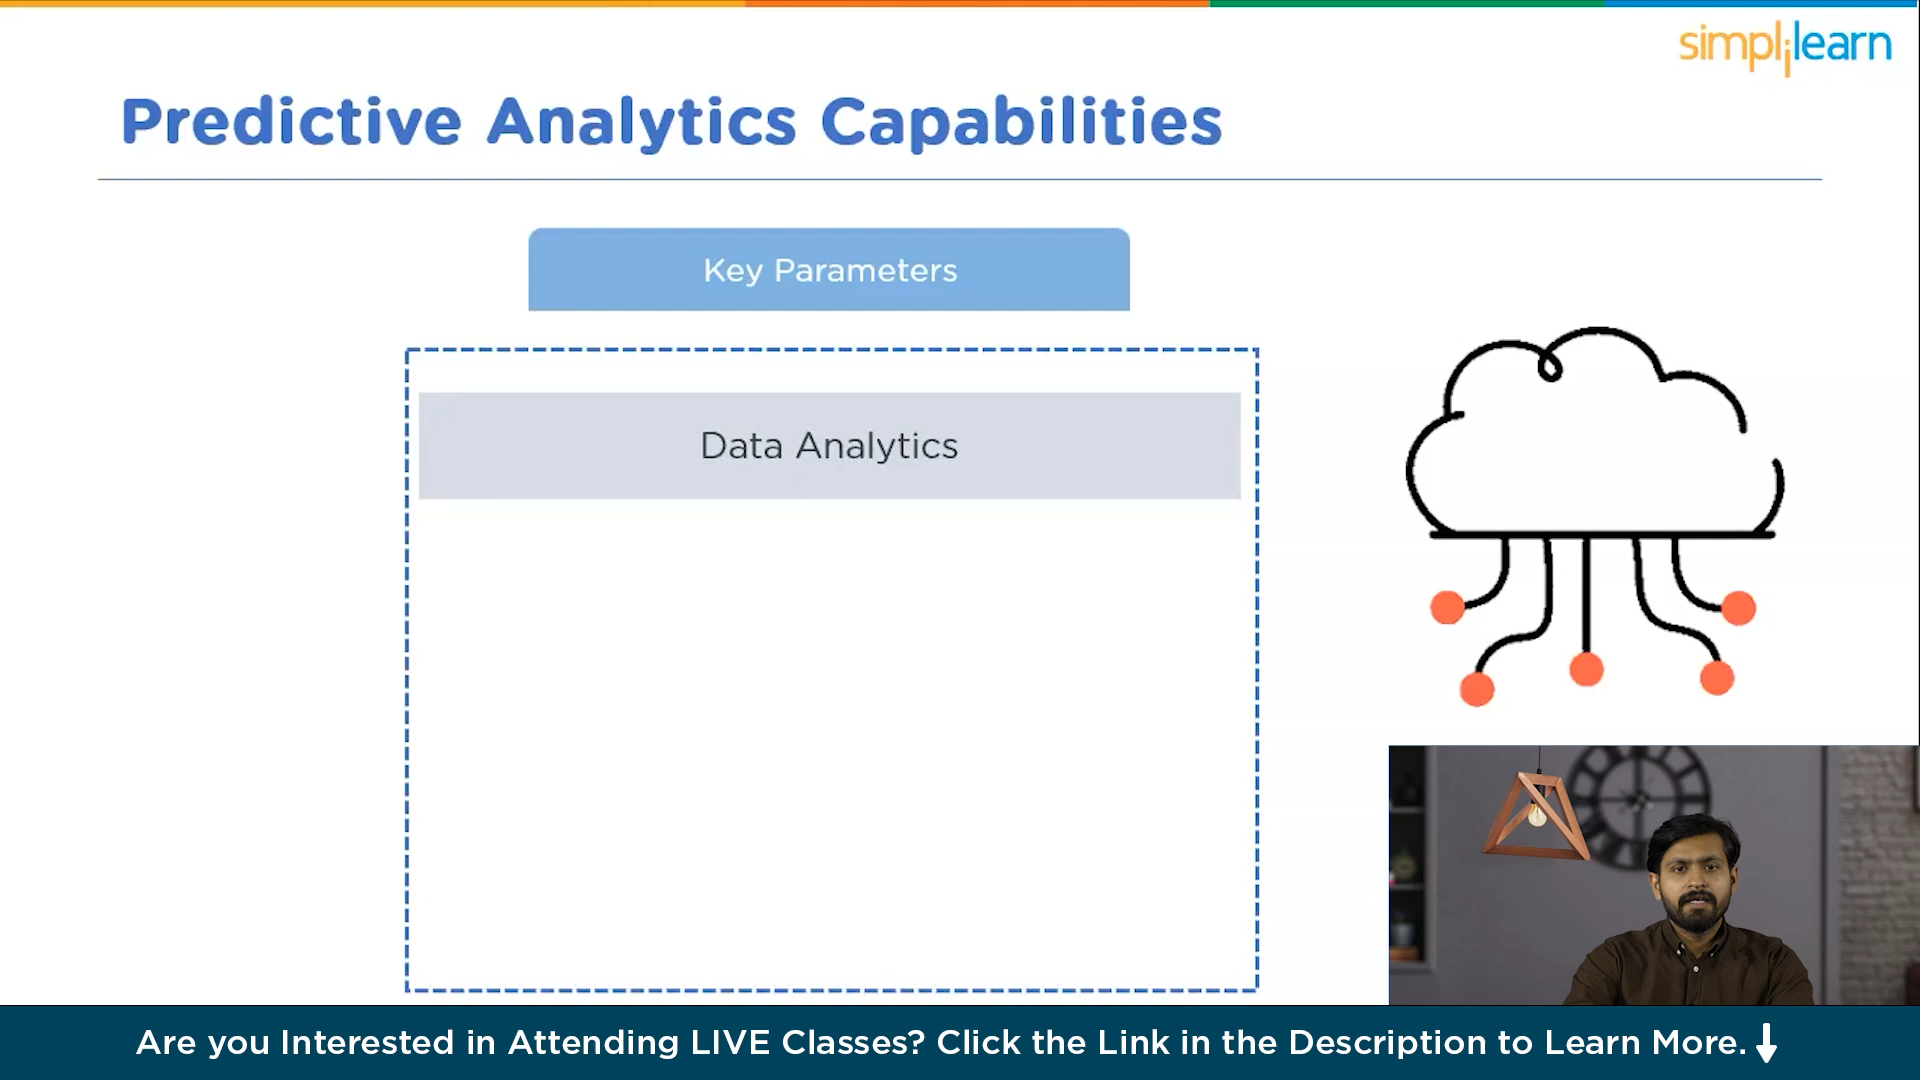 simplilearn
Predictive Analytics Capabilities
Key Parameters
Data Analytics
Are you Interested in Attending LIVE Classes? Click the Link in the Description to Learn More.